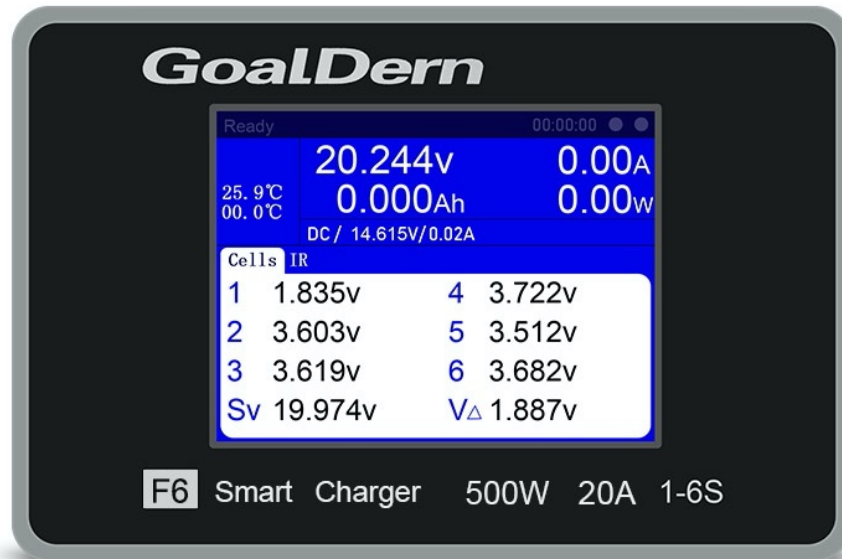 GoalDern
Ready 00:00:00
20.244v 0.00A
25.9℃
0.000Ah 0.00w
00.0℃
DC/ 14.615V/0.02A
Cells IR
1 1.835v 4 3.722v
2 3.603v 5 3.512v
3 3.619v 6 3.682v
Sv 19.974v V△ 1.887v
F6 Smart Charger 500W 20A 1-6S